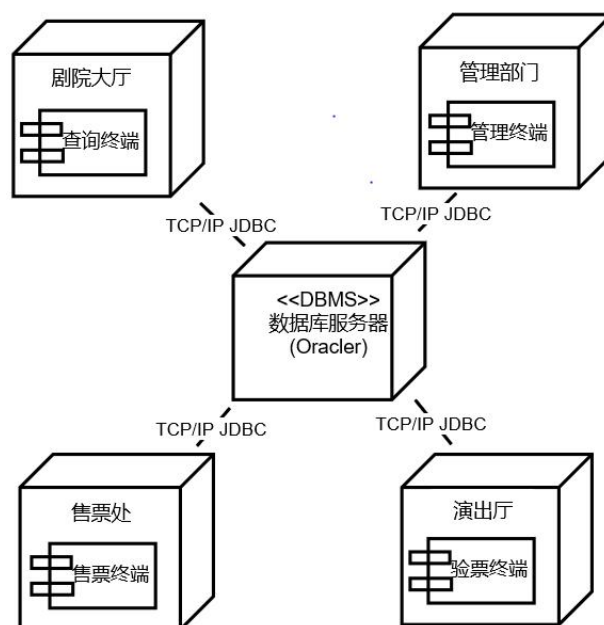 剧院大厅
查询终端
管理部门
管理终端
TCP/IP JDBC
TCP/IP JDBC
<<DBMS>>
数据库服务器
(Oracler)
TCP/IP JDBC
TCP/IP JDBC
售票处
售票终端
演出厅
验票终端